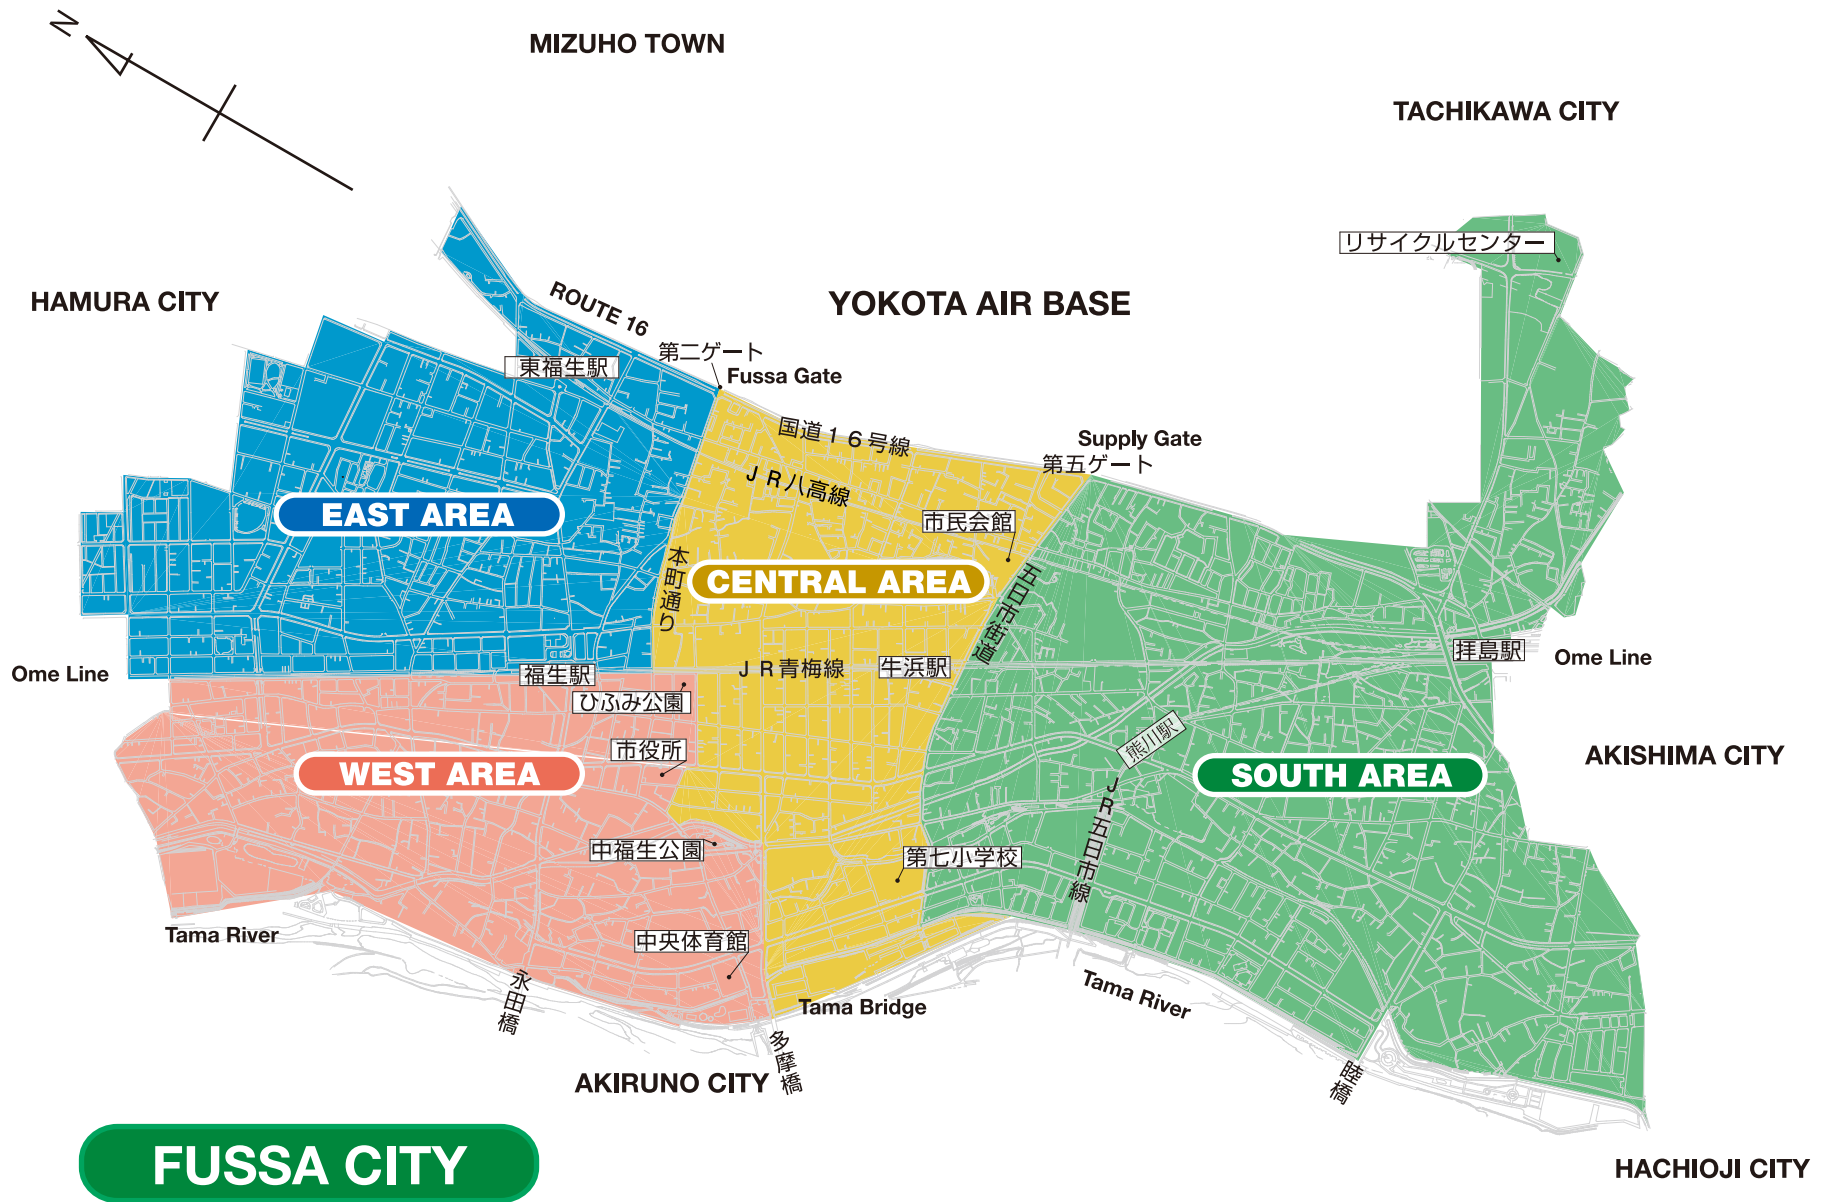 N
MIZUHO TOWN
TACHIKAWA CITY
リサイクルセンター
HAMURA CITY
ROUTE 16
YOKOTA AIR BASE
第二ゲート
東福生駅
Fussa Gate
国道16号線
Supply Gate
第五ゲート
JR八高線
EAST AREA
市民会館
本町通り
CENTRAL AREA
五日市街道
Ome Line
福生駅
JR青梅線
牛浜駅
拝島駅
Ome Line
ひふみ公園
市役所
熊川駅
WEST AREA
SOUTH AREA
AKISHIMA CITY
JR五日市線
中福生公園
第七小学校
Tama River
中央体育館
永田橋
Tama Bridge
Tama River
多摩橋
睦橋
AKIRUNO CITY
FUSSA CITY
HACHIOJI CITY